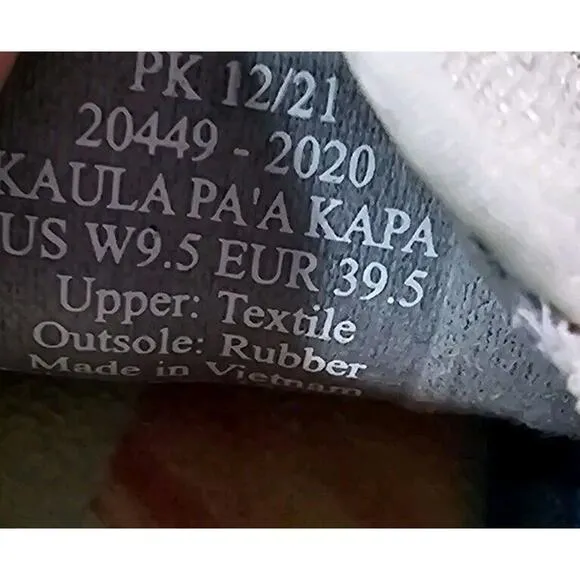 PK 12/21
20449 - 2020
KAULA PA'A KAPA
US W9.5 EUR 39.5
Upper: Textile
Outsole: Rubber
Made in Vietnam